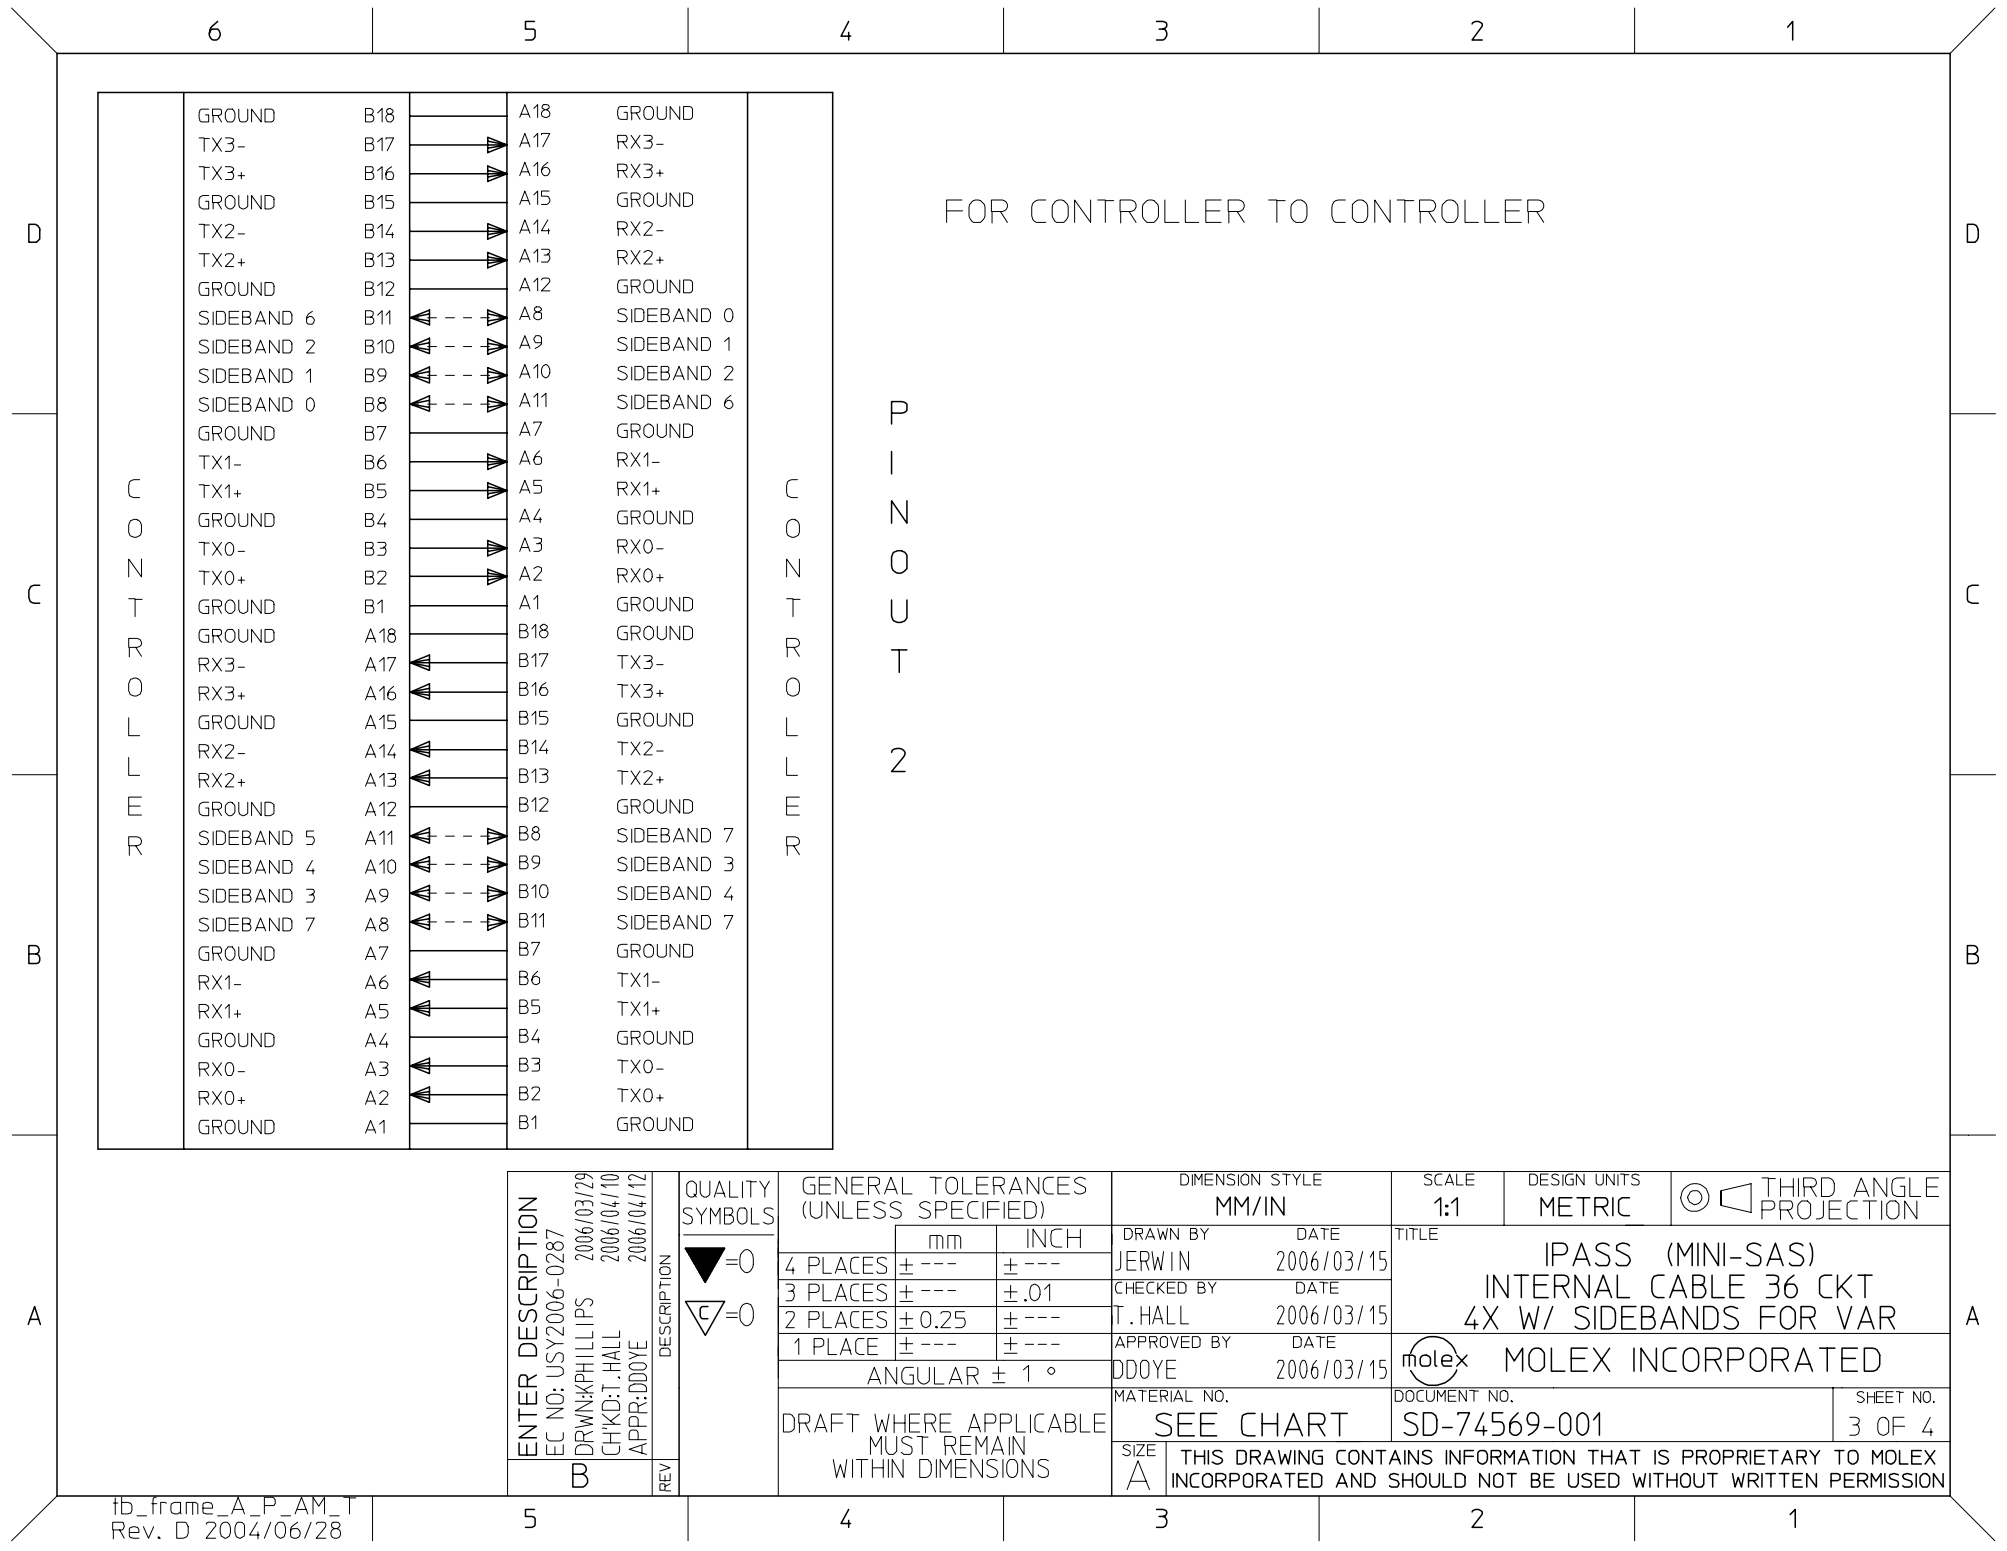 6 5 4 3 2 1
GROUND B18 A18 GROUND
TX3- B17 A17 RX3-
TX3+ B16 A16 RX3+
GROUND B15 A15 GROUND
TX2- B14 A14 RX2-
TX2+ B13 A13 RX2+
GROUND B12 A12 GROUND
SIDEBAND 6 B11 A8 SIDEBAND 0
SIDEBAND 2 B10 A9 SIDEBAND 1
SIDEBAND 1 B9 A10 SIDEBAND 2
SIDEBAND 0 B8 A11 SIDEBAND 6
GROUND B7 A7 GROUND
TX1- B6 A6 RX1-
TX1+ B5 A5 RX1+
GROUND B4 A4 GROUND
TX0- B3 A3 RX0-
TX0+ B2 A2 RX0+
GROUND B1 A1 GROUND
GROUND A18 B18 GROUND
RX3- A17 B17 TX3-
RX3+ A16 B16 TX3+
GROUND A15 B15 GROUND
RX2- A14 B14 TX2-
RX2+ A13 B13 TX2+
GROUND A12 B12 GROUND
SIDEBAND 5 A11 B8 SIDEBAND 7
SIDEBAND 4 A10 B9 SIDEBAND 3
SIDEBAND 3 A9 B10 SIDEBAND 4
SIDEBAND 7 A8 B11 SIDEBAND 7
GROUND A7 B7 GROUND
RX1- A6 B6 TX1-
RX1+ A5 B5 TX1+
GROUND A4 B4 GROUND
RX0- A3 B3 TX0-
RX0+ A2 B2 TX0+
GROUND A1 B1 GROUND
CONTROLLER
CONTROLLER
PINOUT 2
FOR CONTROLLER TO CONTROLLER
D D
C C
B B
A A
ENTER DESCRIPTION
EC NO: USY2006-0287
DRWN:KPHILLIPS 2006/03/29
CH'KD:T.HALL 2006/04/10
APPR:DDOYE 2006/04/12
DESCRIPTION
B
REV
QUALITY
SYMBOLS
=0
C =0
GENERAL TOLERANCES
(UNLESS SPECIFIED)
mm INCH
4 PLACES ± --- ± ---
3 PLACES ± --- ±.01
2 PLACES ± 0.25 ± ---
1 PLACE ± --- ± ---
ANGULAR ± 1 °
DRAFT WHERE APPLICABLE
MUST REMAIN
WITHIN DIMENSIONS
DIMENSION STYLE
MM/IN
SCALE
1:1
DESIGN UNITS
METRIC
THIRD ANGLE
PROJECTION
DRAWN BY DATE
JERWIN 2006/03/15
CHECKED BY DATE
T.HALL 2006/03/15
APPROVED BY DATE
DDOYE 2006/03/15
TITLE
IPASS (MINI-SAS)
INTERNAL CABLE 36 CKT
4X W/ SIDEBANDS FOR VAR
molex MOLEX INCORPORATED
MATERIAL NO.
SEE CHART
DOCUMENT NO.
SD-74569-001
SHEET NO.
3 OF 4
SIZE
A
THIS DRAWING CONTAINS INFORMATION THAT IS PROPRIETARY TO MOLEX
INCORPORATED AND SHOULD NOT BE USED WITHOUT WRITTEN PERMISSION
tb_frame_A_P_AM_T
Rev. D 2004/06/28
5 4 3 2 1